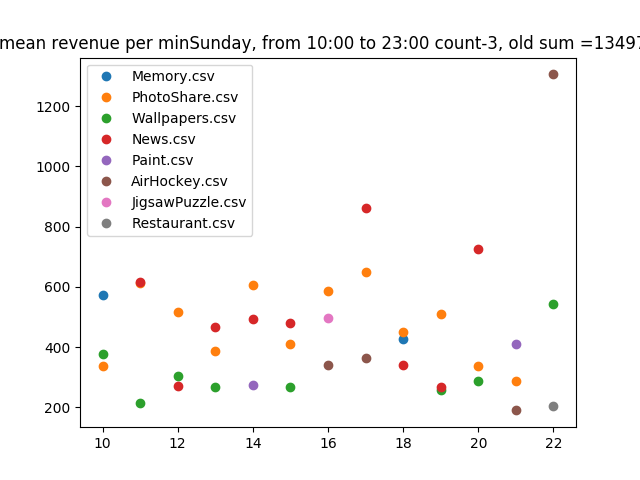 mean revenue per minSunday, from 10:00 to 23:00 count-3, old sum =13497
Memory.csv
PhotoShare.csv
Wallpapers.csv
News.csv
Paint.csv
AirHockey.csv
JigsawPuzzle.csv
Restaurant.csv
1200
1000
800
600
400
200
10 12 14 16 18 20 22